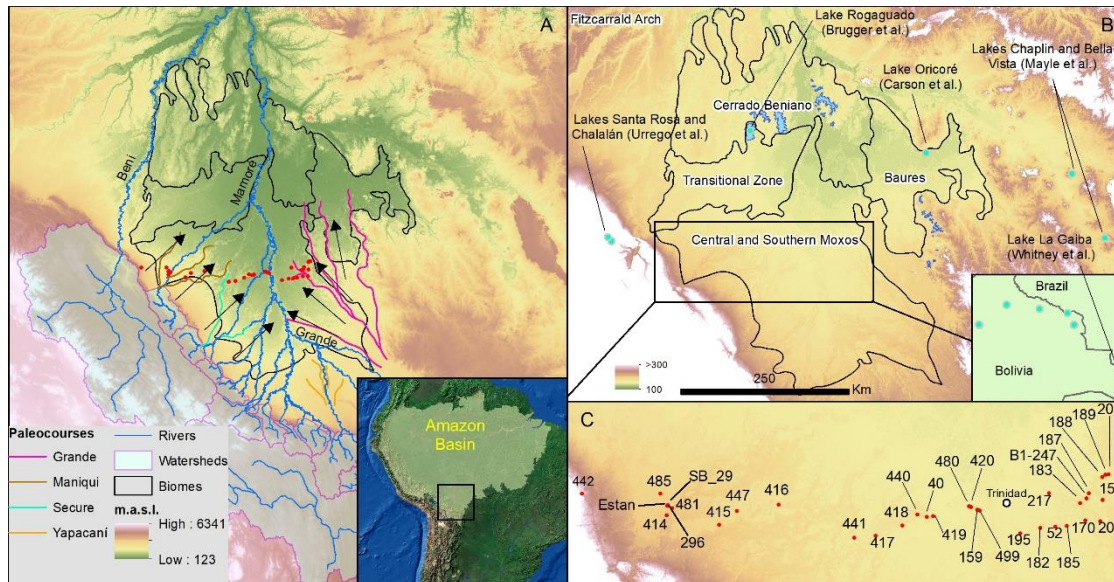 A
Beni
Mamore
Grande
Paleocourses
Grande
Maniqui
Secure
Yapacaní
Rivers
Watersheds
Biomes
m.a.s.l.
High : 6341
Low : 123
Amazon
Basin
B
Fitzcarrald Arch
Lake Rogaguado
(Brugger et al.)
Lakes Chaplin and Bella
Vista (Mayle et al.)
Lake Oricoré
(Carson et al.)
Cerrado Beniano
Lakes Santa Rosa and
Chalalán (Urrego et al.)
Transitional Zone
Baures
Central and Southern Moxos
Lake La Gaiba
(Whitney et al.)
Brazil
Bolivia
>300
100
250
Km
C
442
485
SB_29
Estan
481
414
296
415
447
416
441
417
418
440
40
419
480
420
159
499
Trinidad
195
217
182
52
185
170
183
B1-247
187
188
189
20
15
20